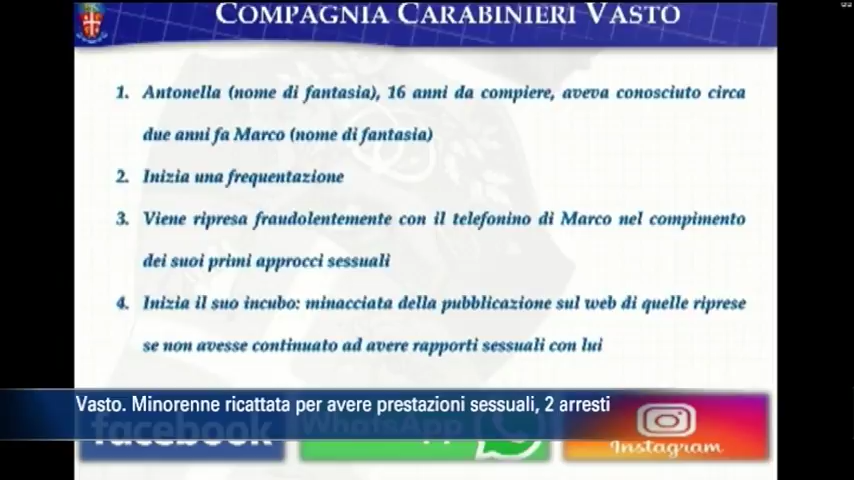 COMPAGNIA CARABINIERI VASTO
1. Antonella (nome di fantasia), 16 anni da compiere, aveva conosciuto circa
due anni fa Marco (nome di fantasia)
2. Inizia una frequentazione
3. Viene ripresa fraudolentemente con il telefonino di Marco nel compimento
dei suoi primi approcci sessuali
4. Inizia il suo incubo: minacciata della pubblicazione sul web di quelle riprese
se non avesse continuato ad avere rapporti sessuali con lui
Vasto. Minorenne ricattata per avere prestazioni sessuali, 2 arresti
facebook
WhatsApp
Instagram